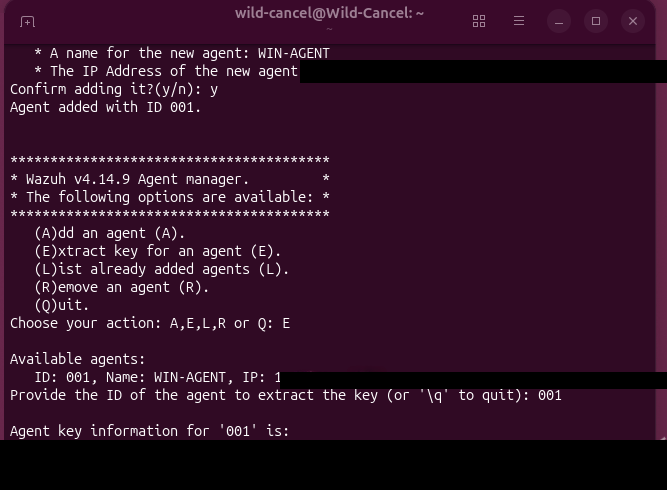 wild-cancel@Wild-Cancel: ~
~
* A name for the new agent: WIN-AGENT
* The IP Address of the new agent
Confirm adding it?(y/n): y
Agent added with ID 001.
****************************************
* Wazuh v4.14.9 Agent manager.         *
* The following options are available: *
****************************************
(A)dd an agent (A).
(E)xtract key for an agent (E).
(L)ist already added agents (L).
(R)emove an agent (R).
(Q)uit.
Choose your action: A,E,L,R or Q: E
Available agents:
ID: 001, Name: WIN-AGENT, IP: 1
Provide the ID of the agent to extract the key (or '\q' to quit): 001
Agent key information for '001' is: